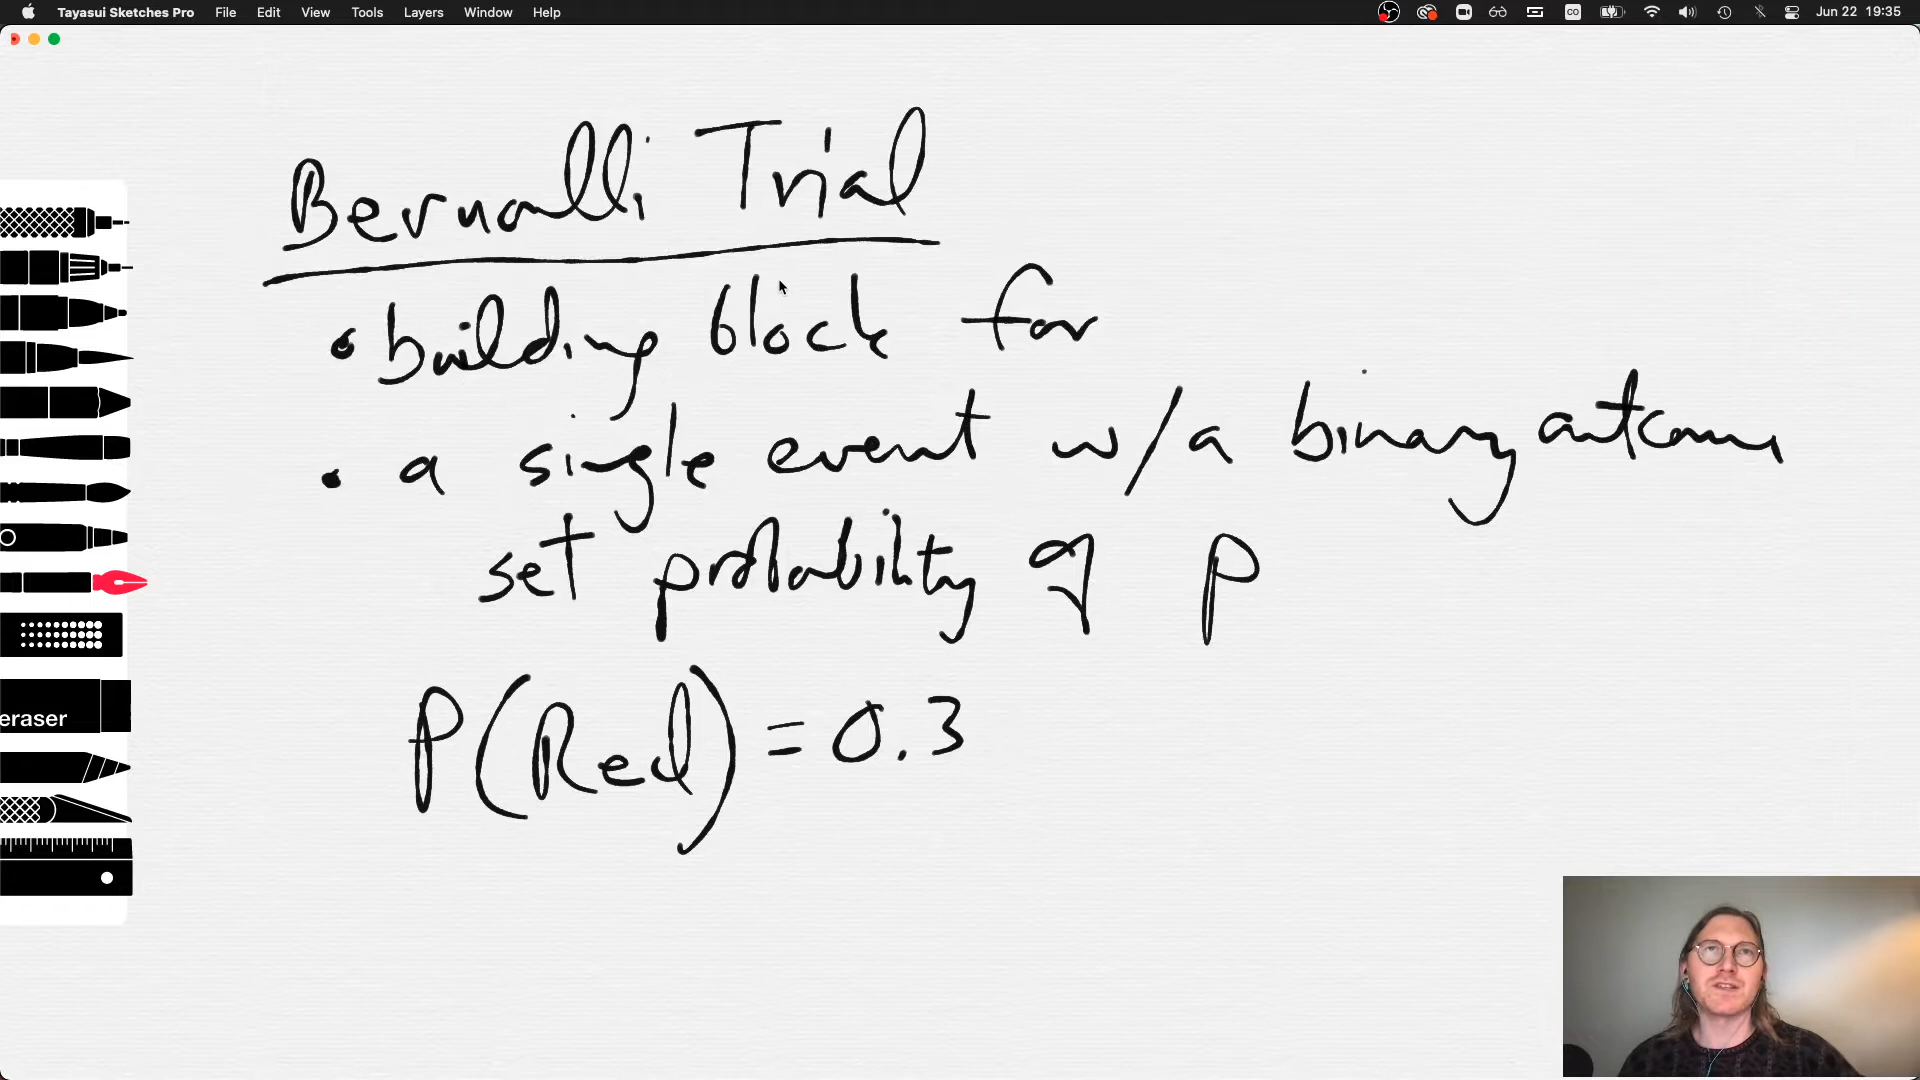 Tayasui Sketches Pro File Edit View Tools Layers Window Help Jun 22 19:35
Bernolli Trial
• building block for
• a single event w/a binary outcome
set probability of p
P(Red) = 0.3
eraser